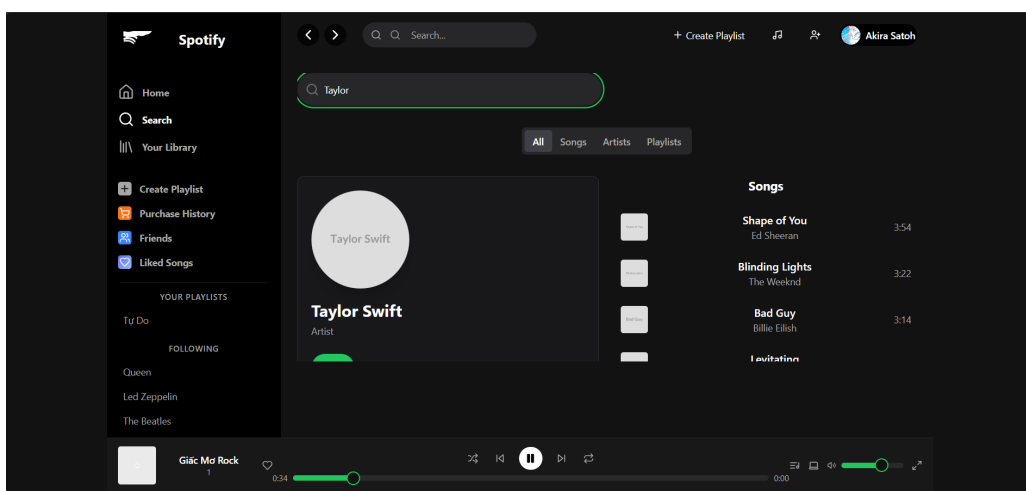 Spotify
Search...
+ Create Playlist
Akira Satoh
Home
Search
Your Library
Create Playlist
Purchase History
Friends
Liked Songs
YOUR PLAYLISTS
Tự Do
FOLLOWING
Queen
Led Zeppelin
The Beatles
Taylor
All Songs Artists Playlists
Taylor Swift
Taylor Swift
Artist
Songs
Shape of You
Ed Sheeran
3:54
Blinding Lights
The Weeknd
3:22
Bad Guy
Bad Guy
Billie Eilish
3:14
Levitating
Giấc Mơ Rock
1
0:34
0:00